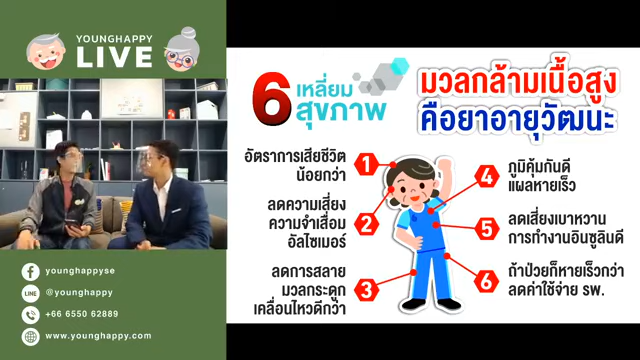 YOUNGHAPPY
LIVE
6 เหลี่ยม
สุขภาพ
มวลกล้ามเนื้อสูง
คือยาอายุวัฒนะ
อัตราการเสียชีวิต
น้อยกว่า
1
ลดความเสี่ยง
ความจำเสื่อม
อัลไซเมอร์
2
ลดการสลาย
มวลกระดูก
เคลื่อนไหวดีกว่า
3
4
ภูมิคุ้มกันดี
แผลหายเร็ว
5
ลดเสี่ยงเบาหวาน
การทำงานอินซูลินดี
6
ถ้าป่วยก็หายเร็วกว่า
ลดค่าใช้จ่าย รพ.
younghappyse
LINE @younghappy
+66 6550 62889
www.younghappy.com